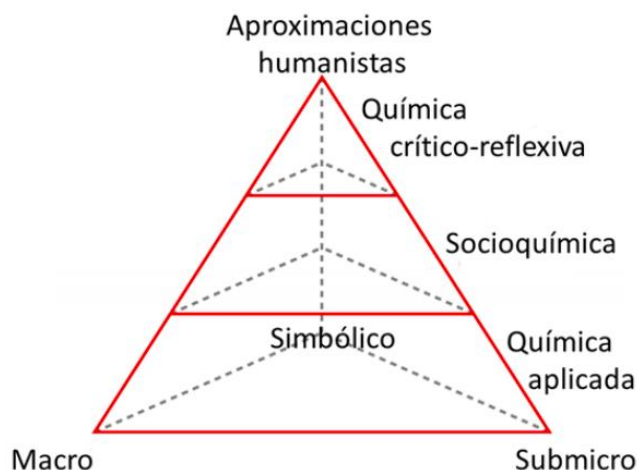 Aproximaciones
humanistas
Química
crítico-reflexiva
Socioquímica
Simbólico
Química
aplicada
Macro
Submicro